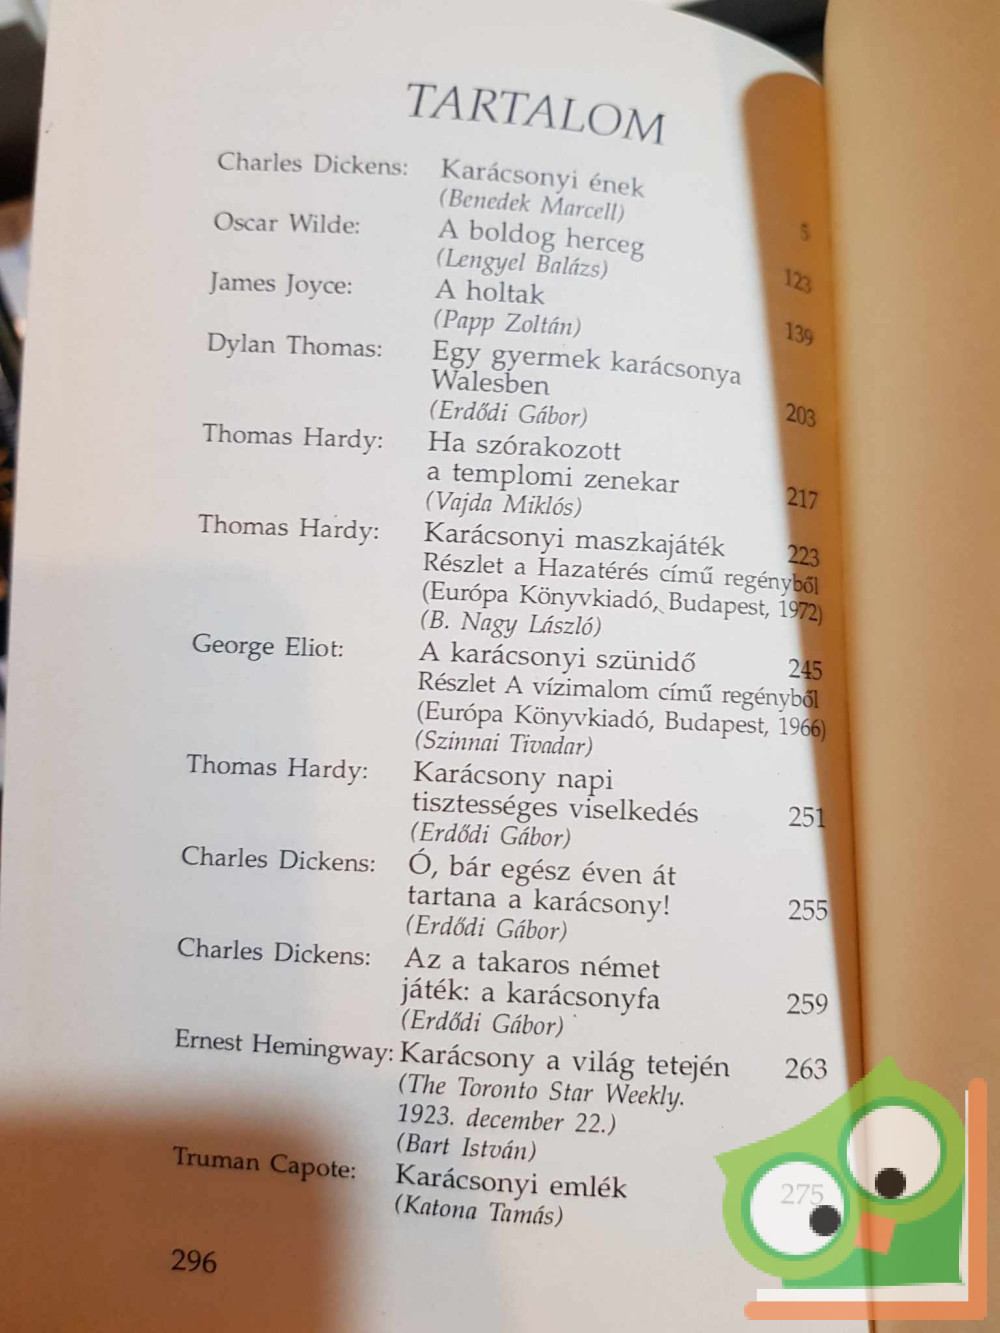 TARTALOM
Charles Dickens: Karácsonyi ének
(Benedek Marcell) 5
Oscar Wilde: A boldog herceg
(Lengyel Balázs) 123
James Joyce: A holtak
(Papp Zoltán) 139
Dylan Thomas: Egy gyermek karácsonya
Walesben
(Erdődi Gábor) 203
Thomas Hardy: Ha szórakozott
a templomi zenekar 217
(Vajda Miklós)
Thomas Hardy: Karácsonyi maszkajáték 223
Részlet a Hazatérés című regényből
(Európa Könyvkiadó, Budapest, 1972)
(B. Nagy László)
George Eliot: A karácsonyi szünidő 245
Részlet A vízimalom című regényből
(Európa Könyvkiadó, Budapest, 1966)
(Szinnai Tivadar)
Thomas Hardy: Karácsony napi
tisztességes viselkedés 251
(Erdődi Gábor)
Charles Dickens: Ó, bár egész éven át
tartana a karácsony! 255
(Erdődi Gábor)
Charles Dickens: Az a takaros német
játék: a karácsonyfa 259
(Erdődi Gábor)
Ernest Hemingway: Karácsony a világ tetején 263
(The Toronto Star Weekly.
1923. december 22.)
(Bart István)
Truman Capote: Karácsonyi emlék 275
(Katona Tamás)
296